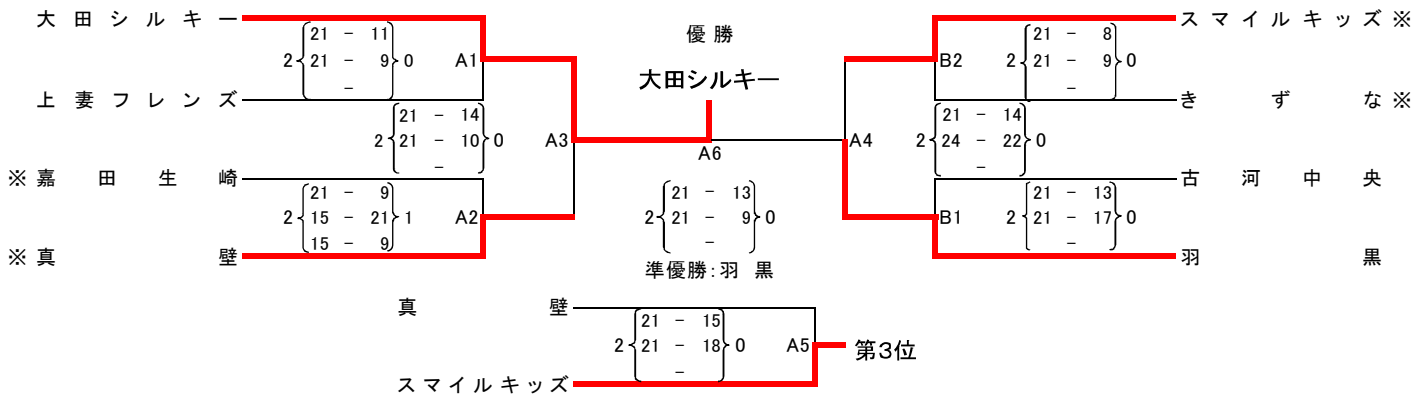 大田シルキー
21 - 11
2 21 - 9 0
-
A1
上妻フレンズ
21 - 14
2 21 - 10 0
-
A3
※嘉田生崎
21 - 9
2 15 - 21 1
15 - 9
A2
※真壁
優勝
大田シルキー
A6
21 - 13
2 21 - 9 0
-
準優勝:羽 黒
スマイルキッズ※
B2
21 - 8
2 21 - 9 0
-
きずな※
A4
21 - 14
2 24 - 22 0
-
古河中央
B1
21 - 13
2 21 - 17 0
-
羽黒
真壁
21 - 15
2 21 - 18 0
-
A5
第3位
スマイルキッズ